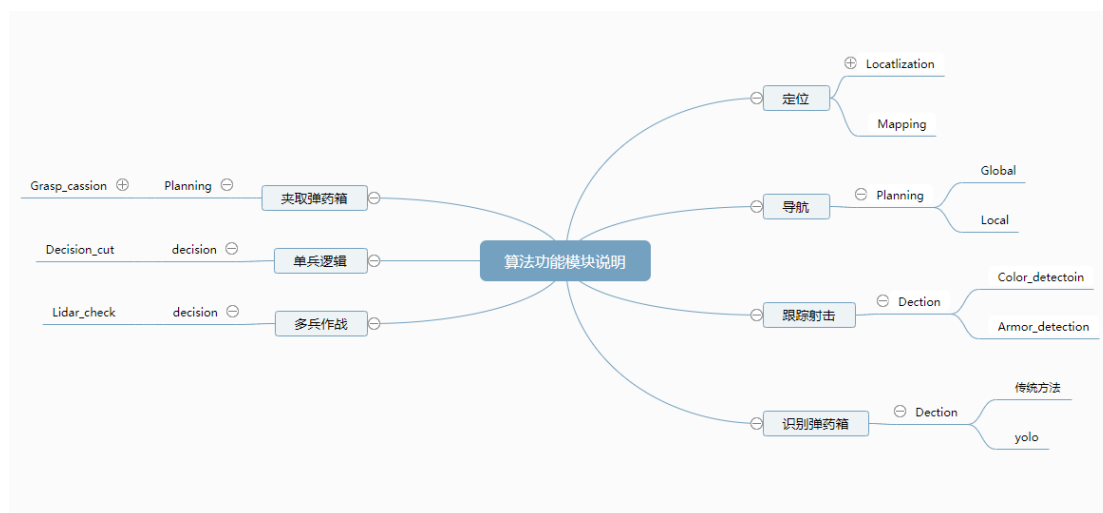 算法功能模块说明
定位
Locatlization
Mapping
导航
Planning
Global
Local
跟踪射击
Dection
Color_detectoin
Armor_detection
识别弹药箱
Dection
传统方法
yolo
夹取弹药箱
Planning
Grasp_cassion
单兵逻辑
decision
Decision_cut
多兵作战
decision
Lidar_check